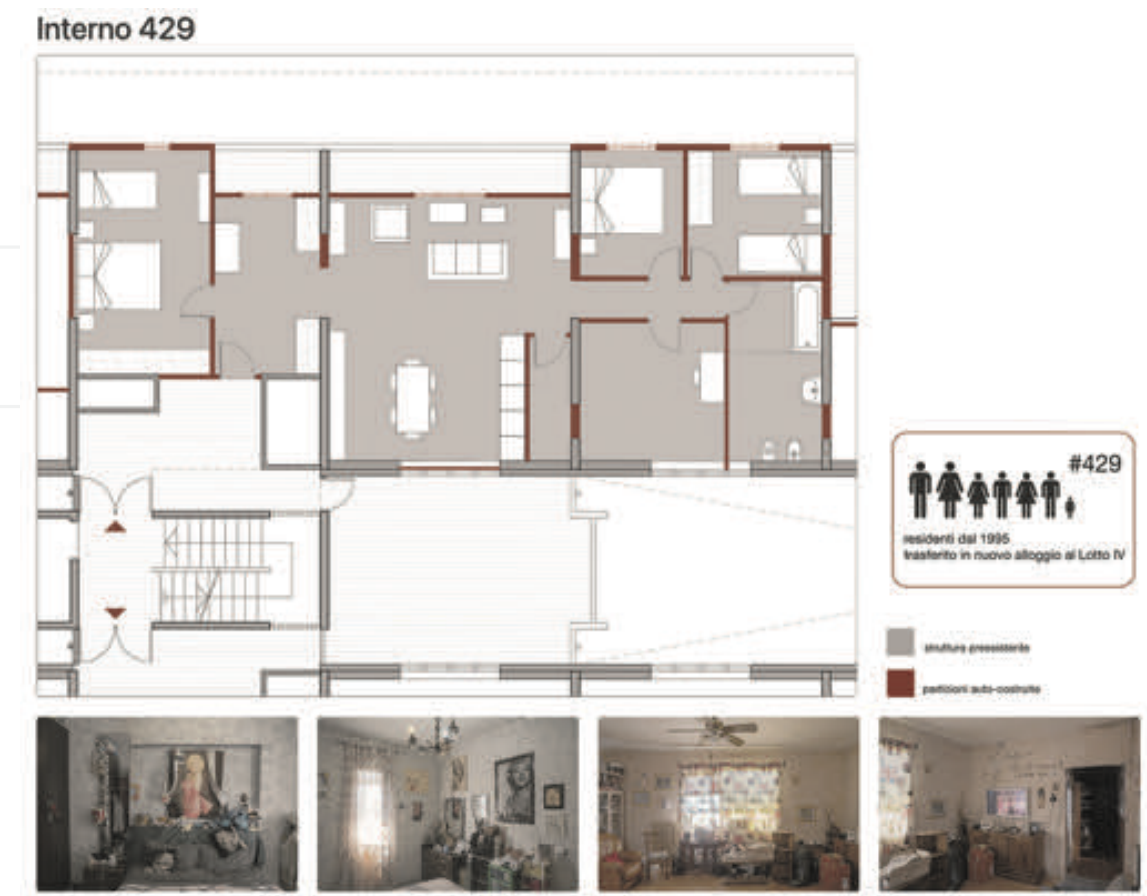 Interno 429
#429
residenti dal 1995
trasferito in nuovo alloggio al Lotto IV
struttura preesistente
partizioni auto-costruite